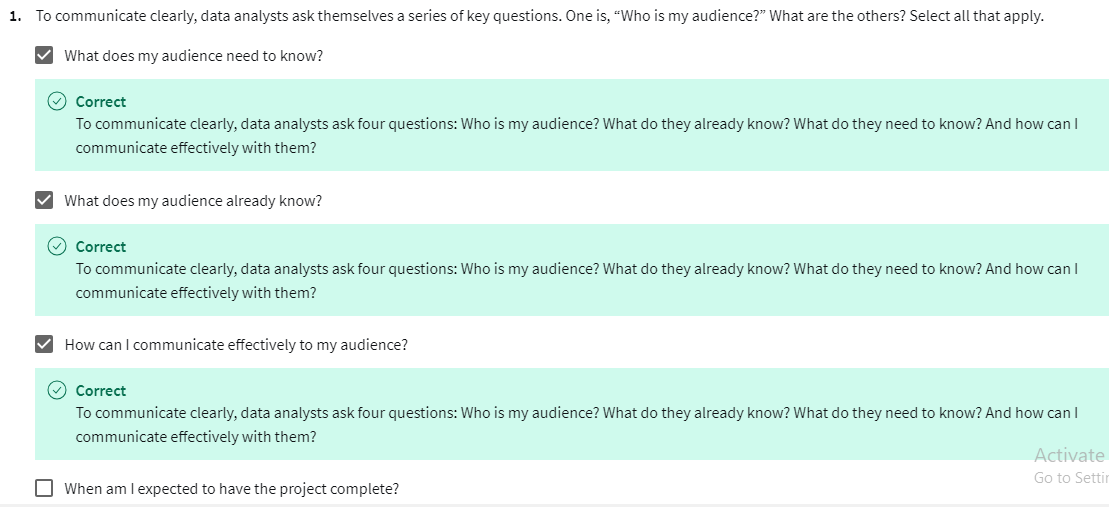 1. To communicate clearly, data analysts ask themselves a series of key questions. One is, “Who is my audience?” What are the others? Select all that apply.
What does my audience need to know?
Correct
To communicate clearly, data analysts ask four questions: Who is my audience? What do they already know? What do they need to know? And how can I
communicate effectively with them?
What does my audience already know?
Correct
To communicate clearly, data analysts ask four questions: Who is my audience? What do they already know? What do they need to know? And how can I
communicate effectively with them?
How can I communicate effectively to my audience?
Correct
To communicate clearly, data analysts ask four questions: Who is my audience? What do they already know? What do they need to know? And how can I
communicate effectively with them?
Activate
Go to Settin
When am I expected to have the project complete?